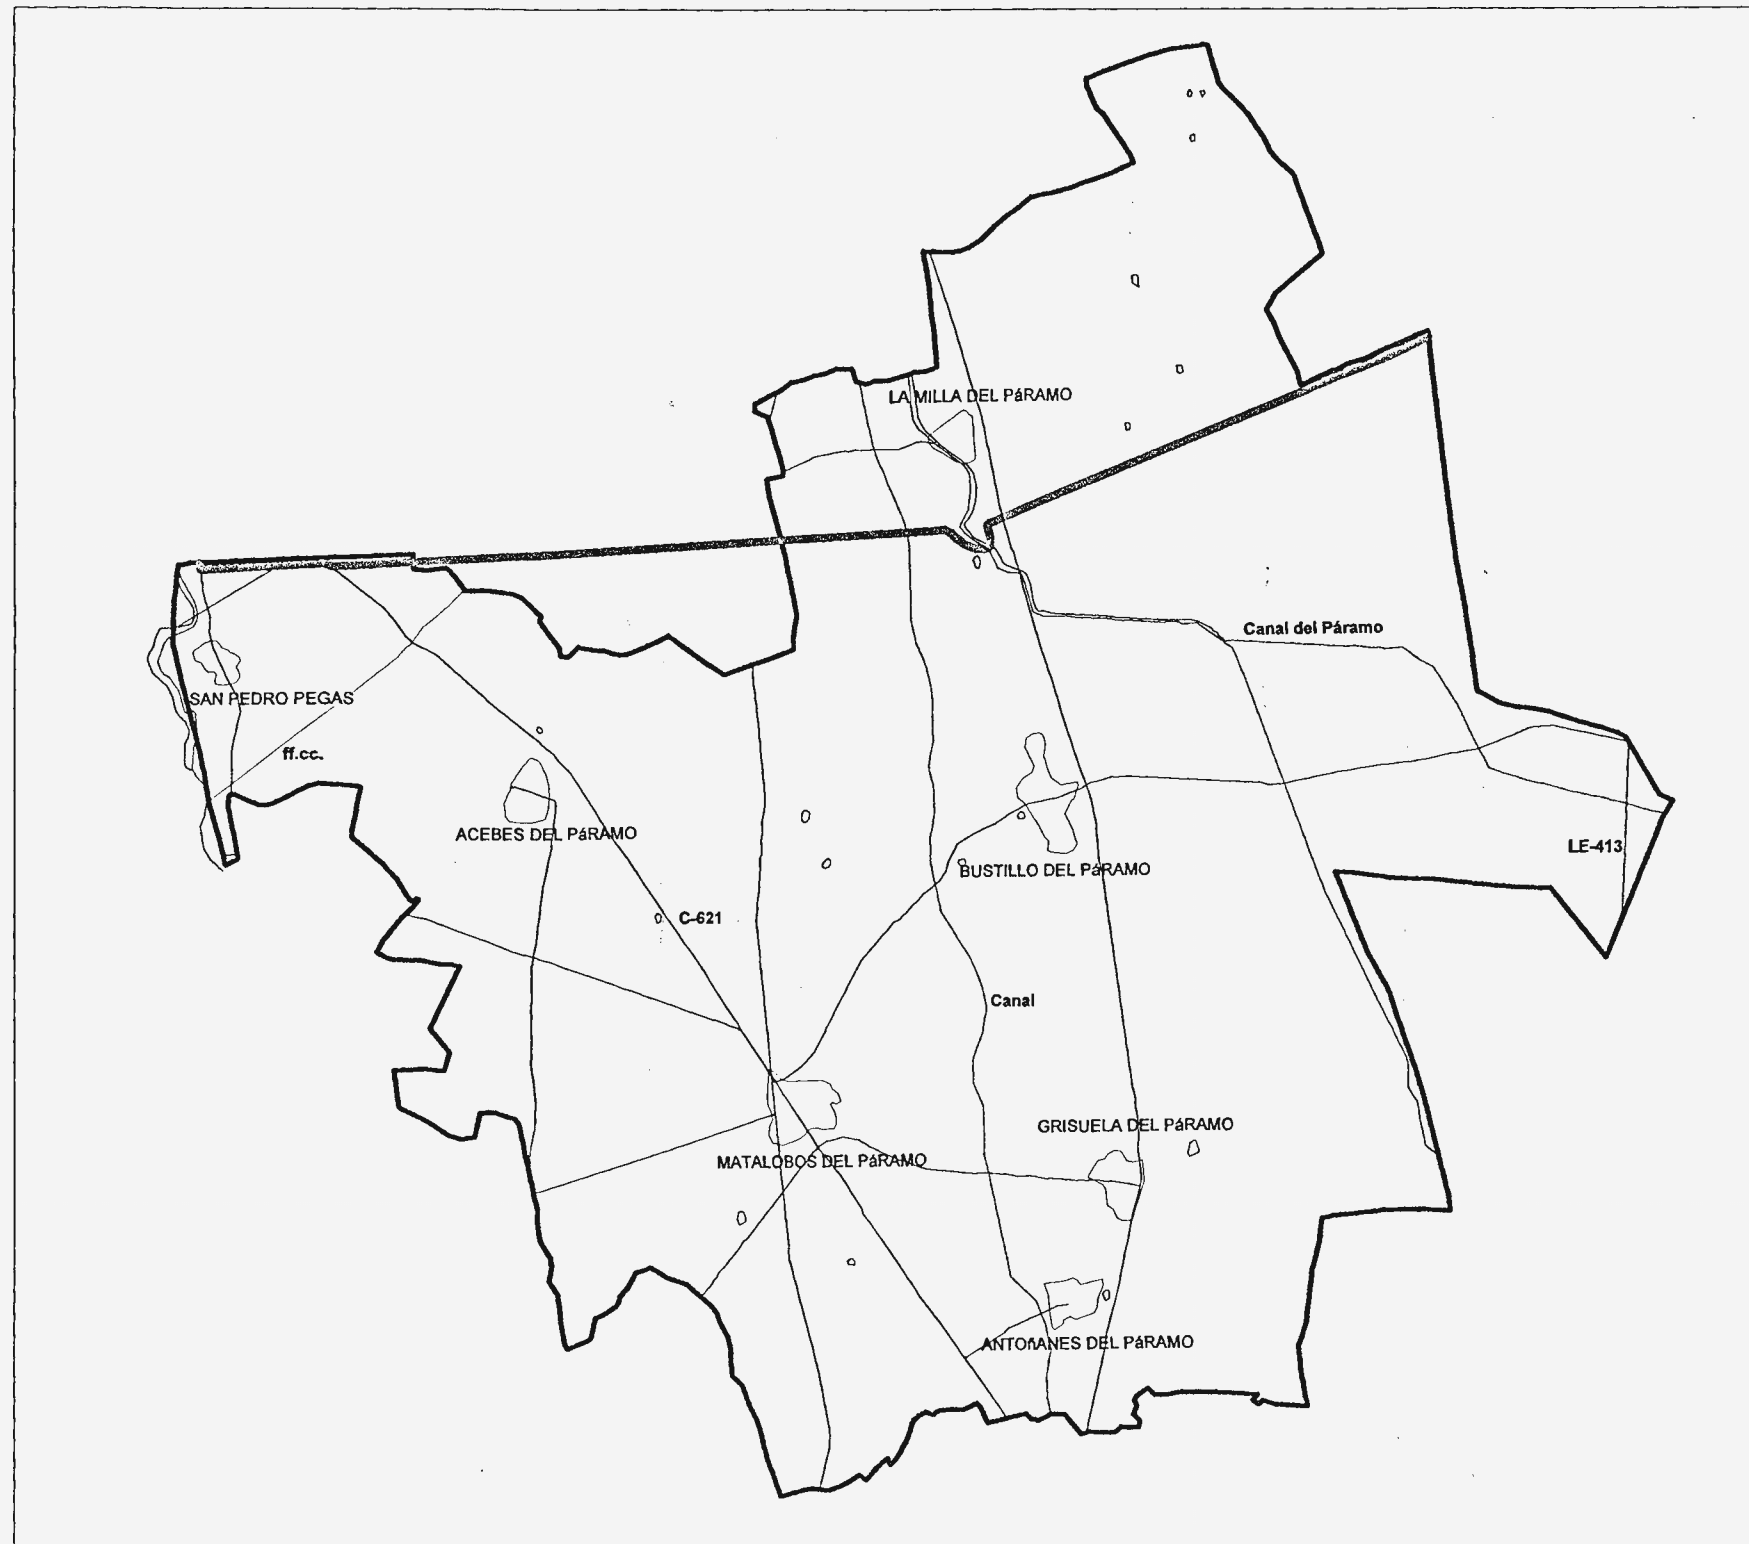 LA MILLA DEL PáRAMO
Canal del Páramo
SAN PEDRO PEGAS
ff.cc.
ACEBES DEL PáRAMO
LE-413
BUSTILLO DEL PáRAMO
C-621
Canal
GRISUELA DEL PáRAMO
MATALOBOS DEL PáRAMO
ANTOñANES DEL PáRAMO